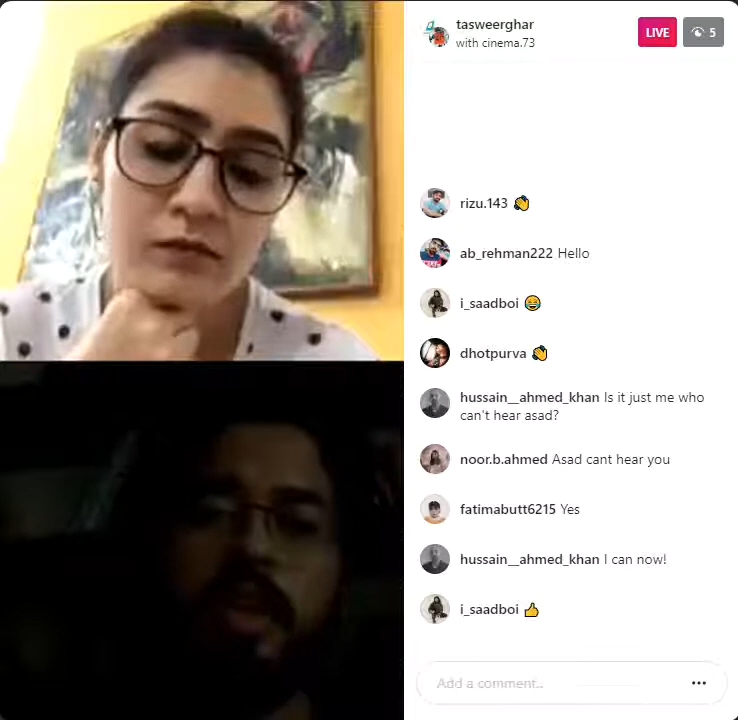 tasweerghar
with cinema.73
LIVE
5
rizu.143 👏
ab_rehman222 Hello
i_saadboi 😂
dhotpurva 👏
hussain__ahmed_khan Is it just me who
can't hear asad?
noor.b.ahmed Asad cant hear you
fatimabutt6215 Yes
hussain__ahmed_khan I can now!
i_saadboi 👍
Add a comment...